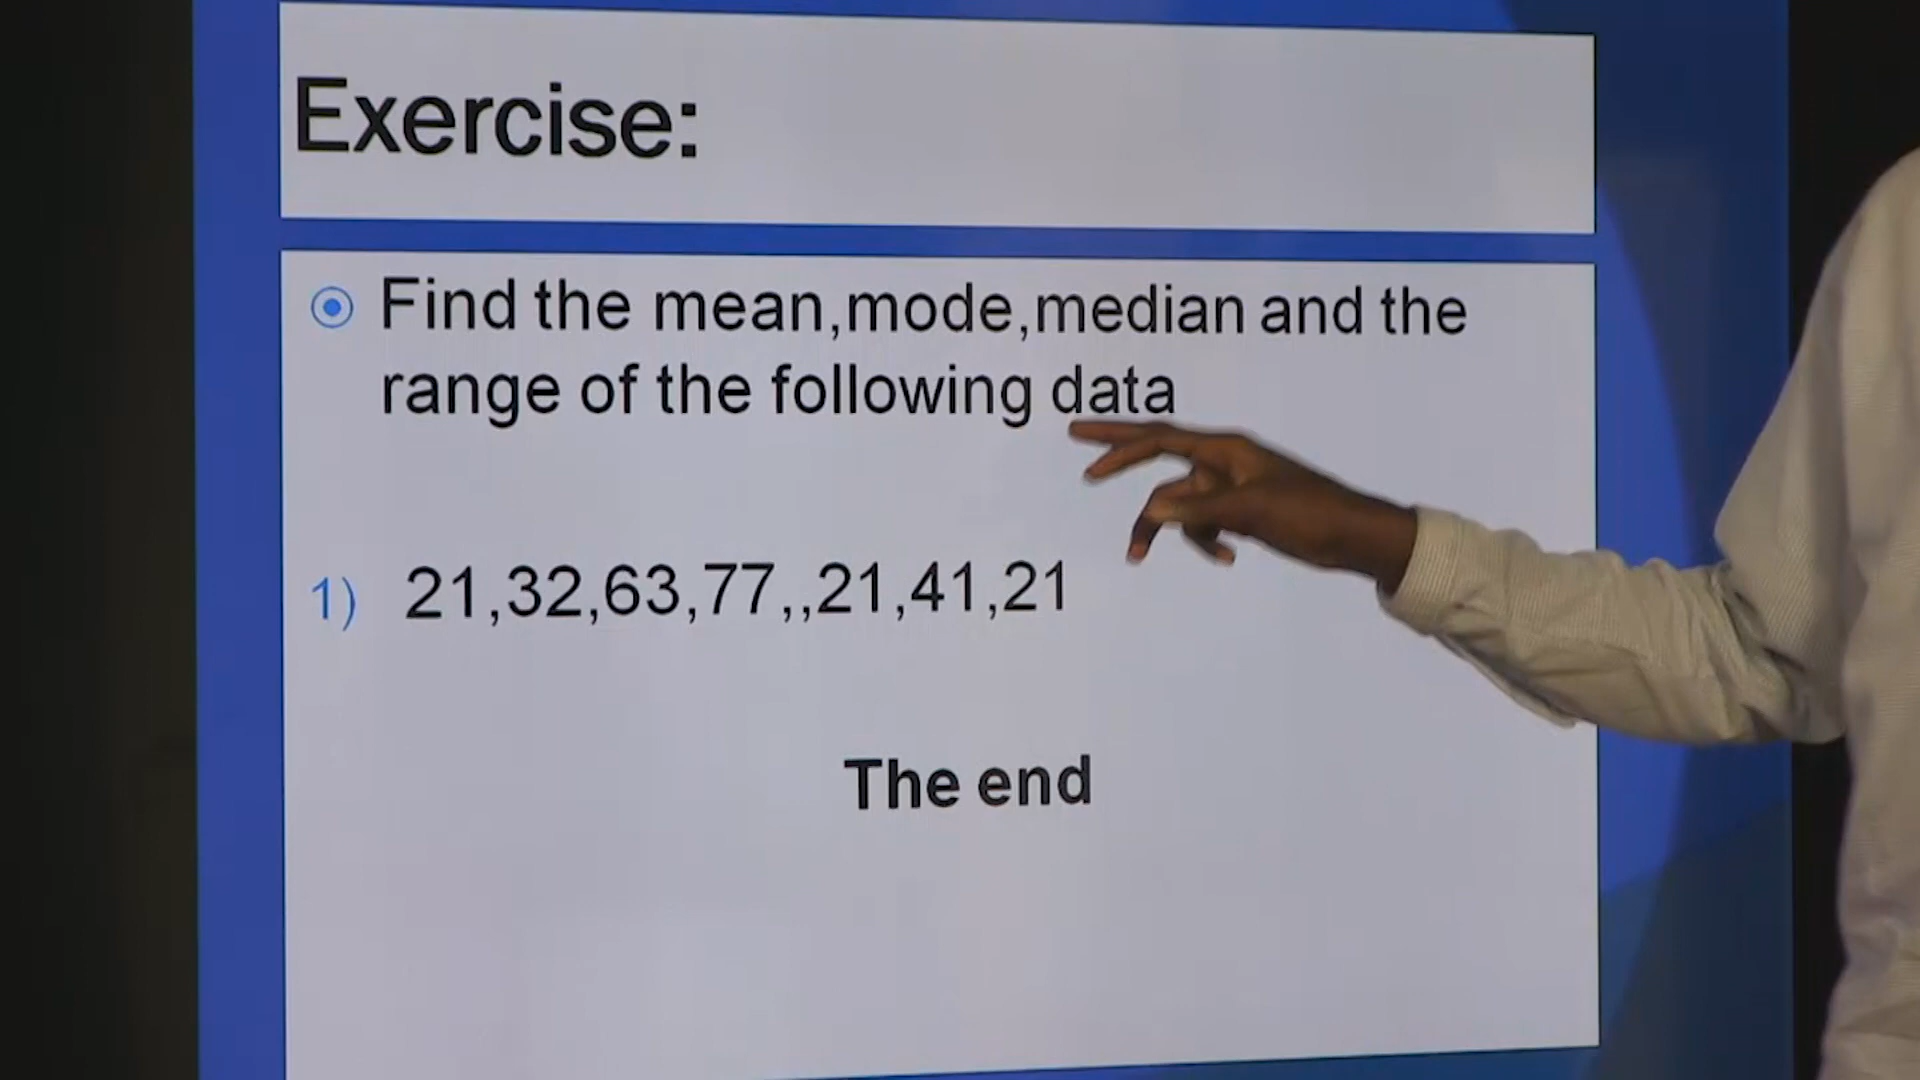 Exercise:
Find the mean,mode,median and the
range of the following data
1) 21,32,63,77,,21,41,21
The end